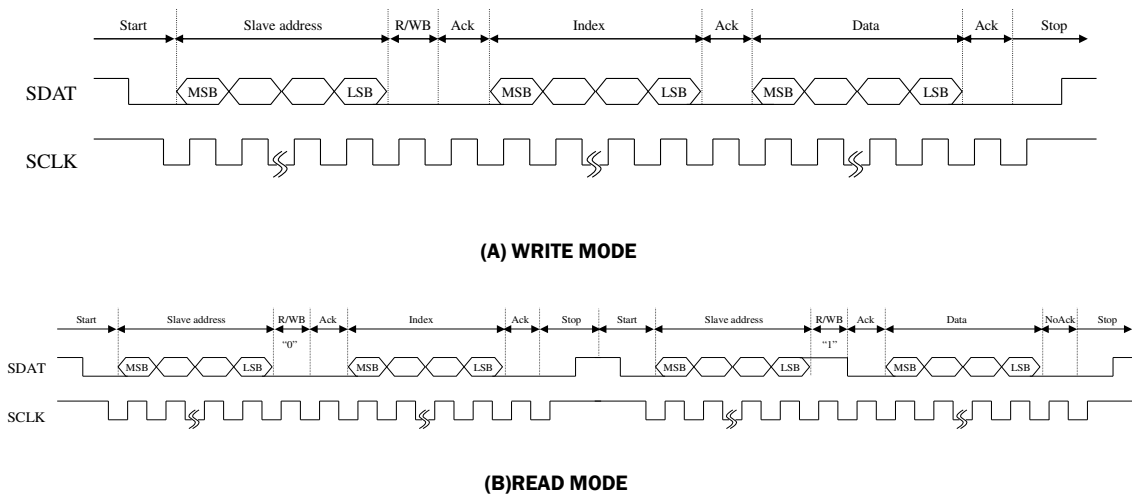 Start Slave address R/WB Ack Index Ack Data Ack Stop
SDAT MSB LSB MSB LSB MSB LSB
SCLK
(A) WRITE MODE
Start Slave address R/WB Ack Index Ack Stop Start Slave address R/WB Ack Data NoAck Stop
“0” “1”
SDAT MSB LSB MSB LSB MSB LSB MSB LSB
SCLK
(B)READ MODE